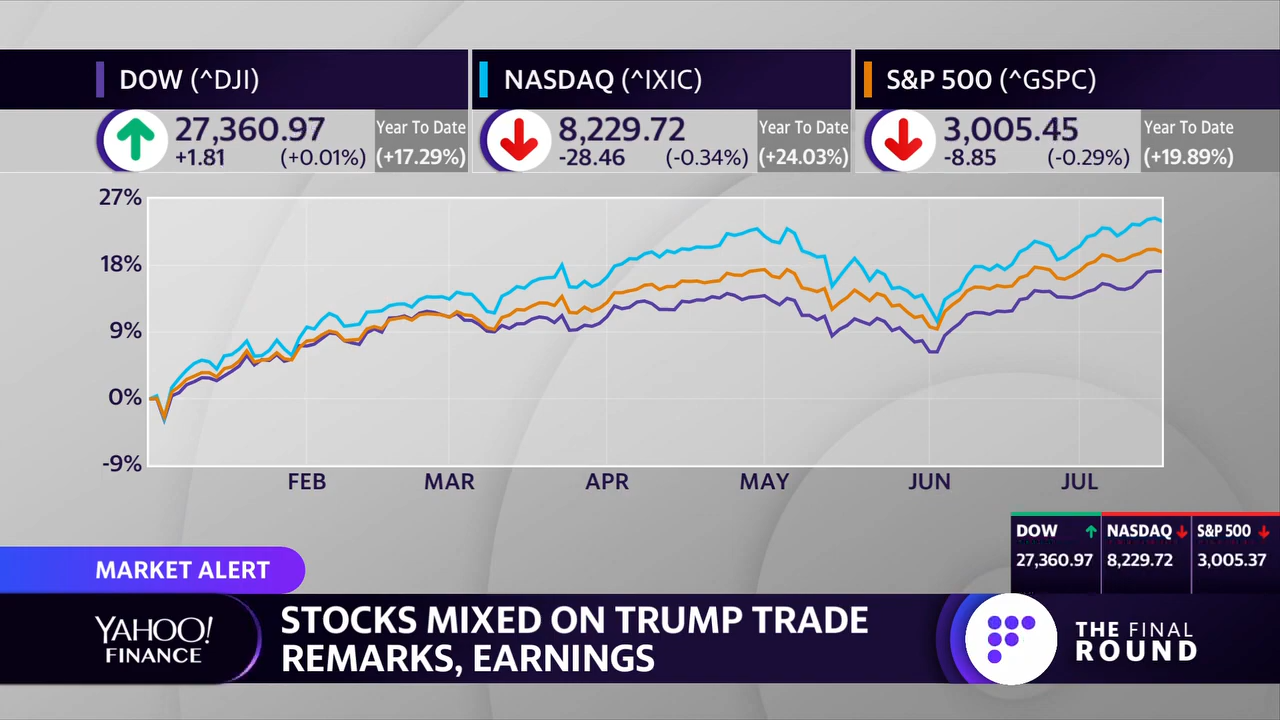 DOW (^DJI)
27,360.97
+1.81 (+0.01%)
Year To Date
(+17.29%)
NASDAQ (^IXIC)
8,229.72
-28.46 (-0.34%)
Year To Date
(+24.03%)
S&P 500 (^GSPC)
3,005.45
-8.85 (-0.29%)
Year To Date
(+19.89%)
27%
18%
9%
0%
-9%
FEB MAR APR MAY JUN JUL
DOW NASDAQ S&P 500
27,360.97 8,229.72 3,005.37
MARKET ALERT
YAHOO!
FINANCE
STOCKS MIXED ON TRUMP TRADE
REMARKS, EARNINGS
THE FINAL
ROUND